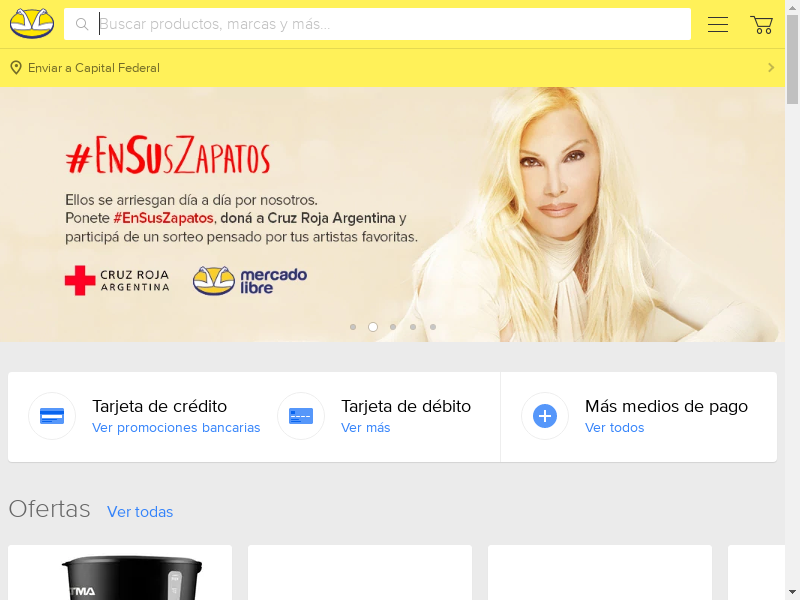 Buscar productos, marcas y más...
Enviar a Capital Federal
#EnSusZapatos
Ellos se arriesgan día a día por nosotros.
Ponete #EnSusZapatos, doná a Cruz Roja Argentina y
participá de un sorteo pensado por tus artistas favoritas.
CRUZ ROJA
ARGENTINA
mercado
libre
Tarjeta de crédito
Ver promociones bancarias
Tarjeta de débito
Ver más
Más medios de pago
Ver todos
Ofertas Ver todas